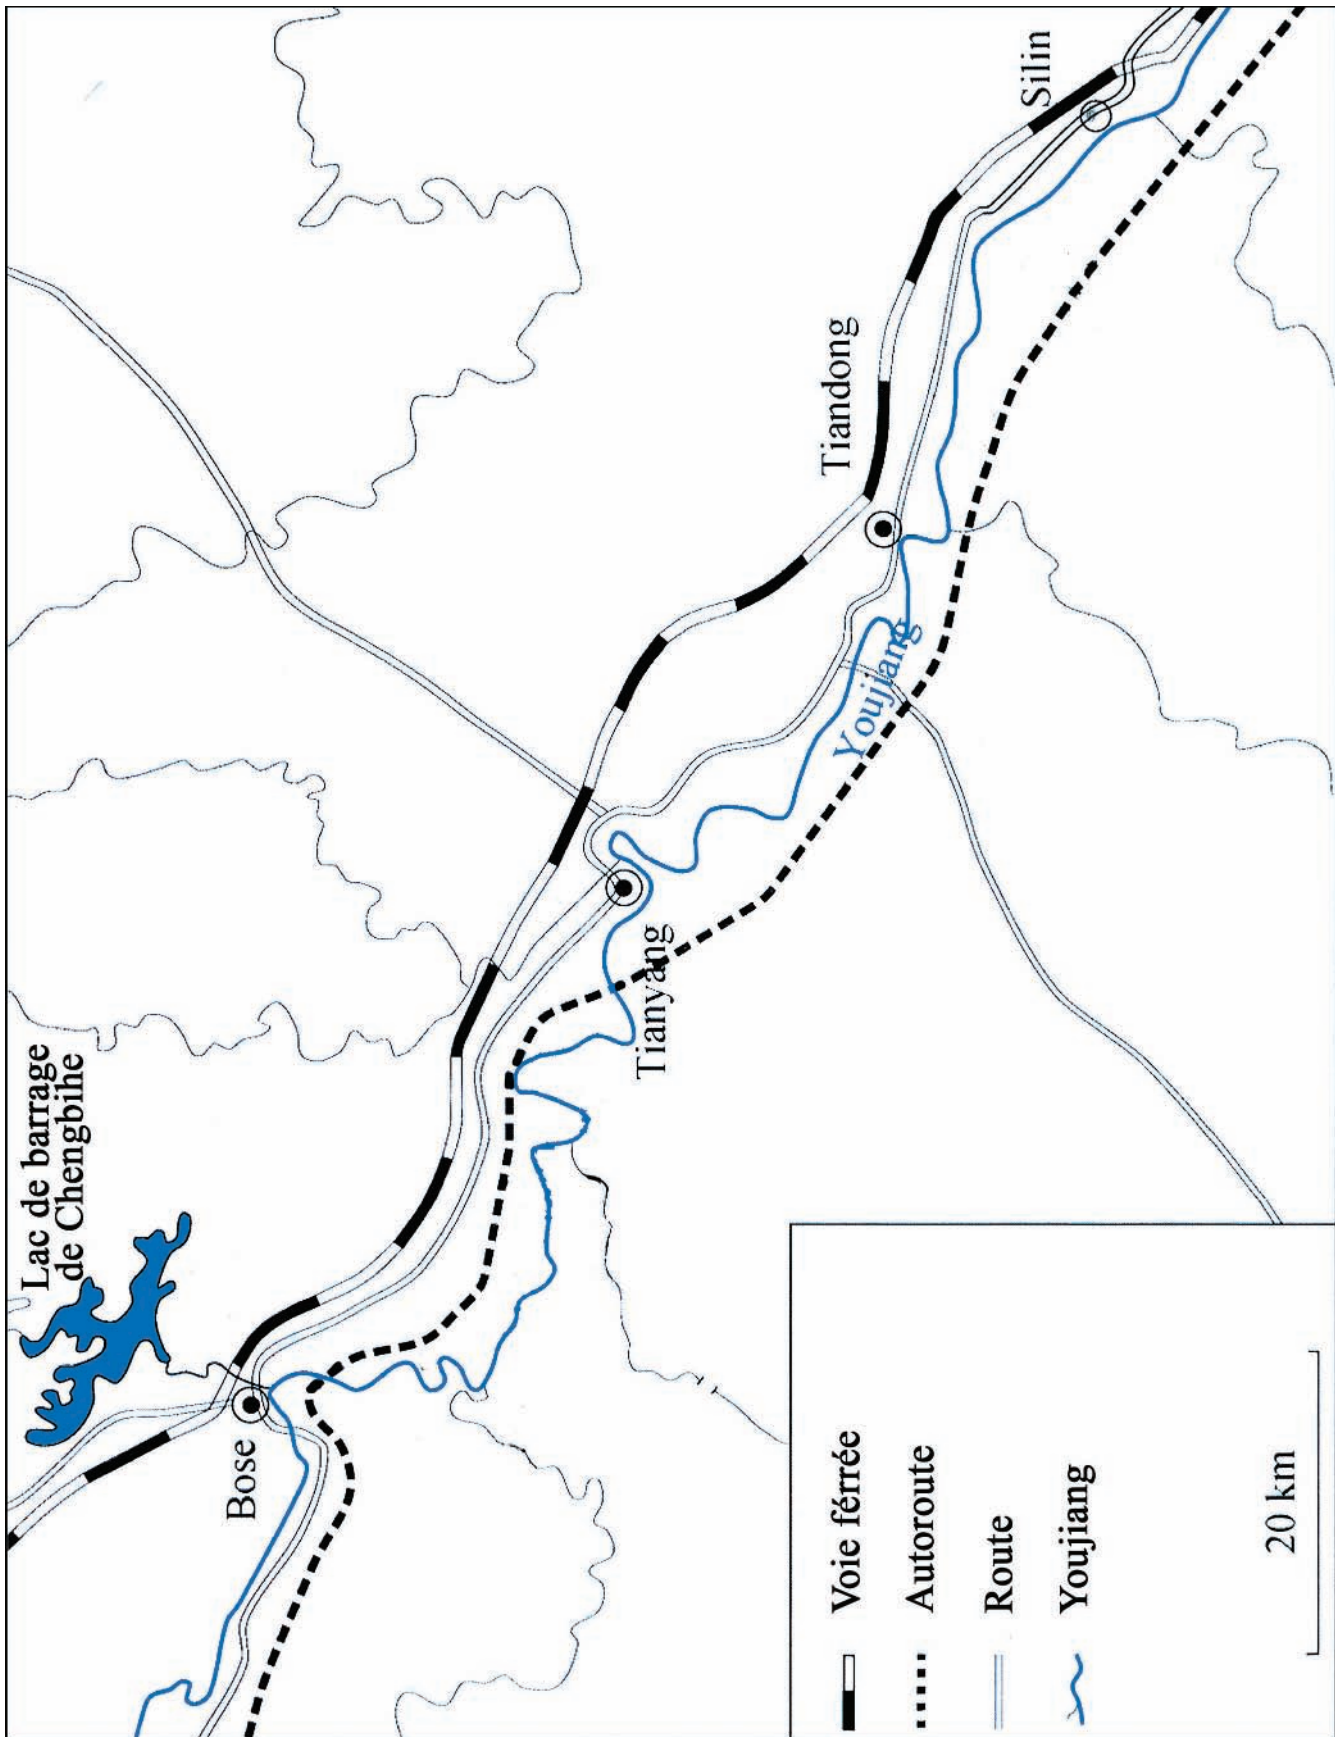 Lac de barrage
de Chengbihe
Bose
Tianyang
Youjiang
Tiandong
Silin
Voie férrée
Autoroute
Route
Youjiang
20 km